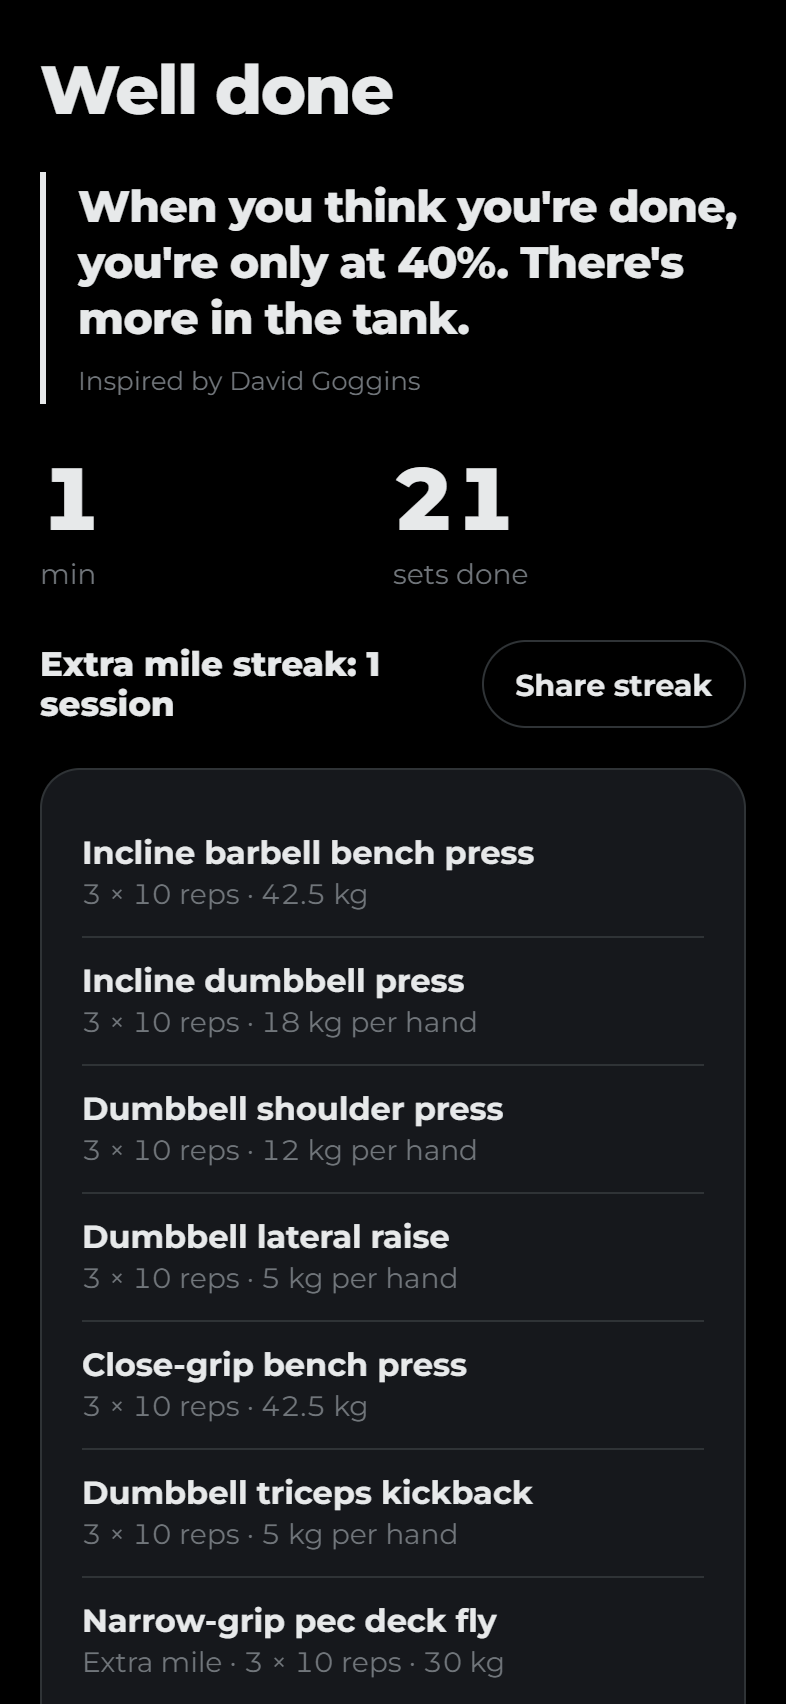 Well done
When you think you're done,
you're only at 40%. There's
more in the tank.
Inspired by David Goggins
1
min
21
sets done
Extra mile streak: 1
session
Share streak
Incline barbell bench press
3 × 10 reps · 42.5 kg
Incline dumbbell press
3 × 10 reps · 18 kg per hand
Dumbbell shoulder press
3 × 10 reps · 12 kg per hand
Dumbbell lateral raise
3 × 10 reps · 5 kg per hand
Close-grip bench press
3 × 10 reps · 42.5 kg
Dumbbell triceps kickback
3 × 10 reps · 5 kg per hand
Narrow-grip pec deck fly
Extra mile · 3 × 10 reps · 30 kg